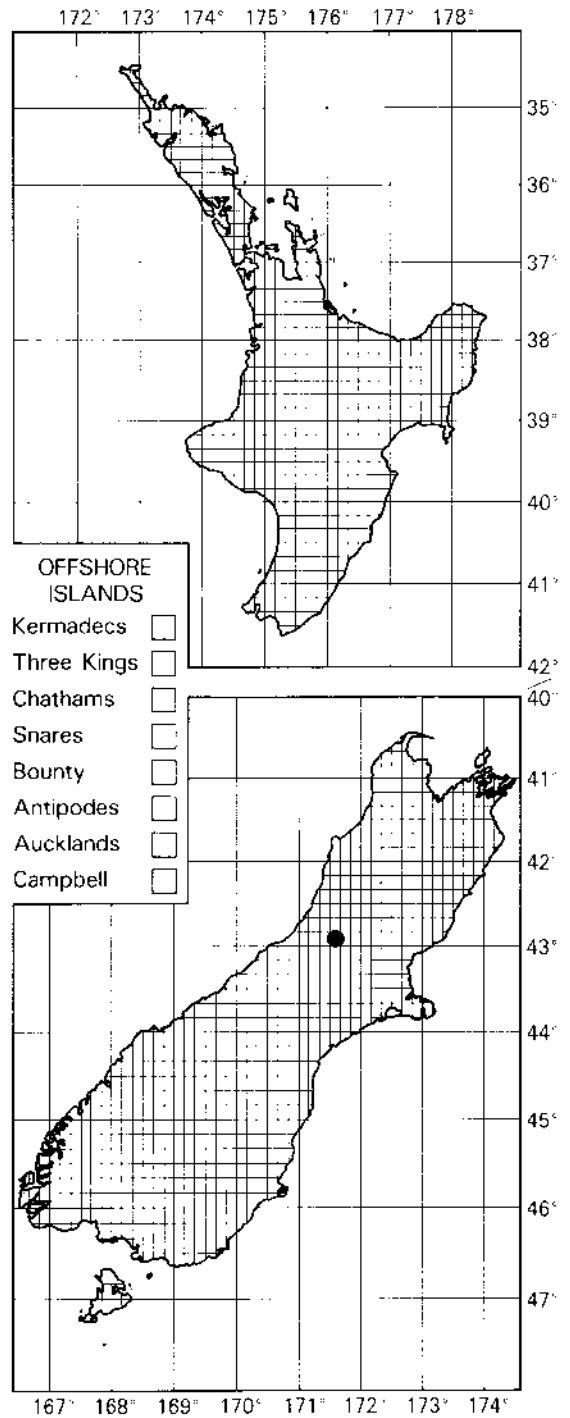 172° 173° 174° 175° 176° 177° 178°
35°
36°
37°
38°
39°
40°
41°
42°
OFFSHORE
ISLANDS
Kermadecs
Three Kings
Chathams
Snares
Bounty
Antipodes
Aucklands
Campbell
40°
41°
42°
43°
44°
45°
46°
47°
167° 168° 169° 170° 171° 172° 173° 174°